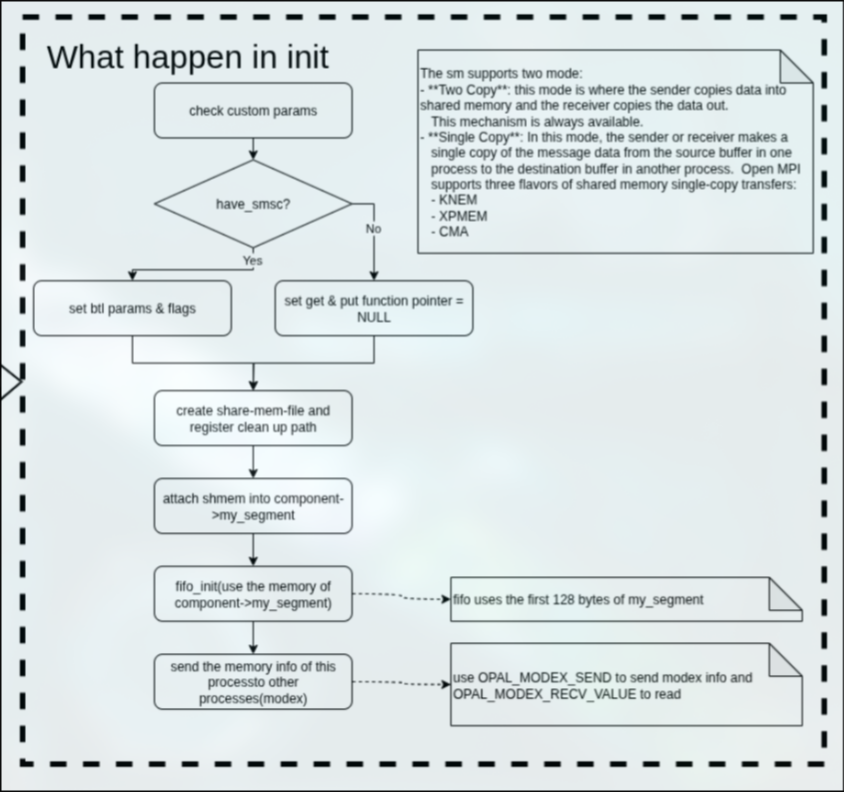 What happen in init
The sm supports two mode:
- **Two Copy**: this mode is where the sender copies data into
shared memory and the receiver copies the data out.
This mechanism is always available.
- **Single Copy**: In this mode, the sender or receiver makes a
single copy of the message data from the source buffer in one
process to the destination buffer in another process. Open MPI
supports three flavors of shared memory single-copy transfers:
- KNEM
- XPMEM
- CMA
check custom params
have_smsc?
No
Yes
set btl params & flags
set get & put function pointer =
NULL
create share-mem-file and
register clean up path
attach shmem into component-
>my_segment
fifo_init(use the memory of
component->my_segment)
fifo uses the first 128 bytes of my_segment
send the memory info of this
processto other
processes(modex)
use OPAL_MODEX_SEND to send modex info and
OPAL_MODEX_RECV_VALUE to read